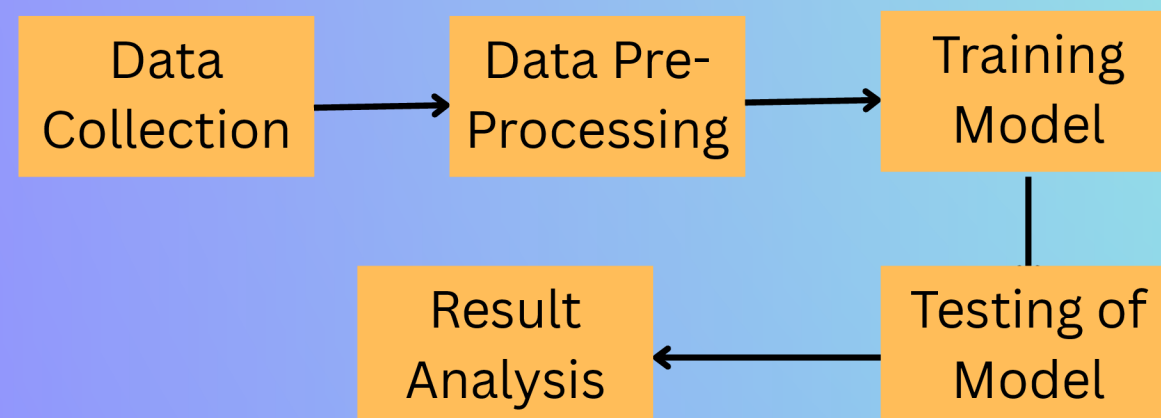 Data
Collection
Data Pre-
Processing
Training
Model
Testing of
Model
Result
Analysis